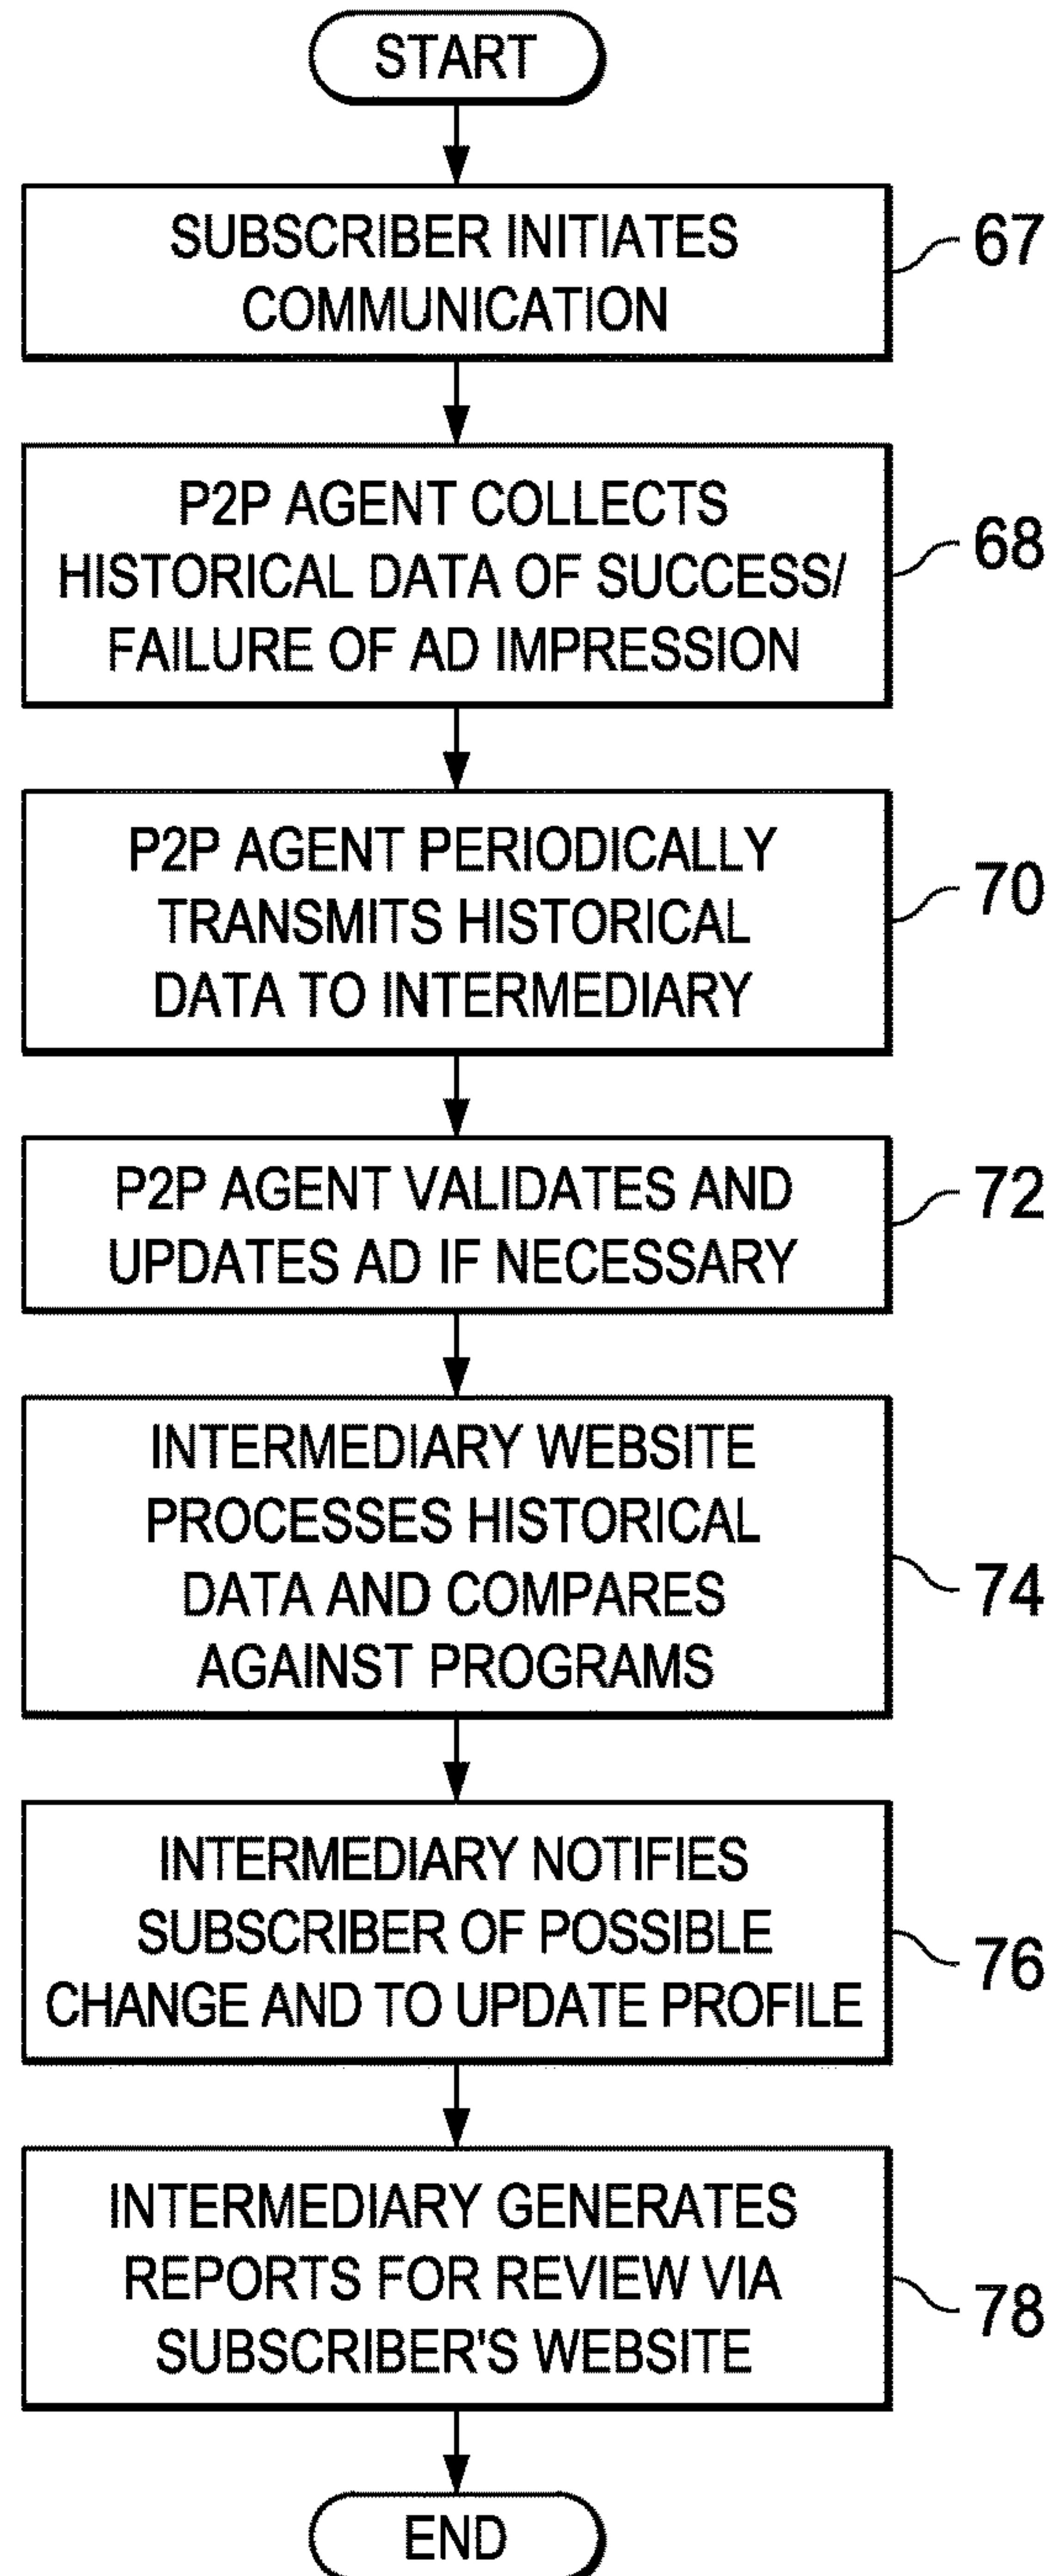 START
SUBSCRIBER INITIATES
COMMUNICATION
67
P2P AGENT COLLECTS
HISTORICAL DATA OF SUCCESS/
FAILURE OF AD IMPRESSION
68
P2P AGENT PERIODICALLY
TRANSMITS HISTORICAL
DATA TO INTERMEDIARY
70
P2P AGENT VALIDATES AND
UPDATES AD IF NECESSARY
72
INTERMEDIARY WEBSITE
PROCESSES HISTORICAL
DATA AND COMPARES
AGAINST PROGRAMS
74
INTERMEDIARY NOTIFIES
SUBSCRIBER OF POSSIBLE
CHANGE AND TO UPDATE PROFILE
76
INTERMEDIARY GENERATES
REPORTS FOR REVIEW VIA
SUBSCRIBER'S WEBSITE
78
END